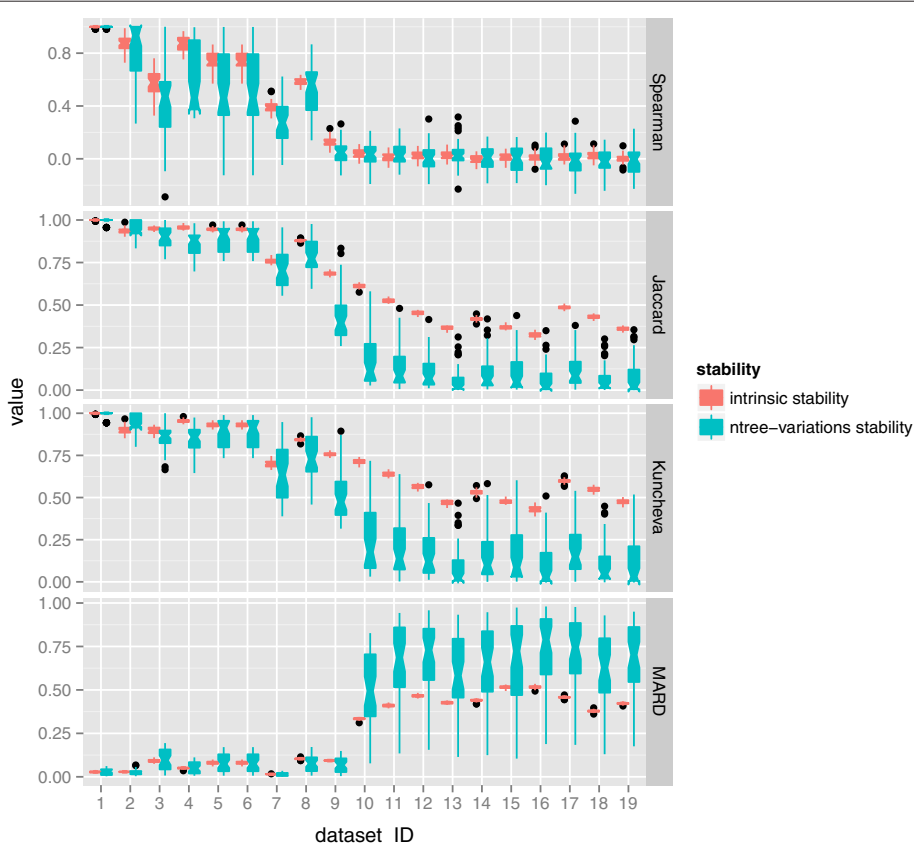 0.8
0.4
0.0
Spearman
1.00
0.75
0.50
0.25
0.00
Jaccard
1.00
0.75
0.50
0.25
0.00
Kuncheva
1.00
0.75
0.50
0.25
0.00
MARD
value
1 2 3 4 5 6 7 8 9 10 11 12 13 14 15 16 17 18 19
dataset ID
stability
intrinsic stability
ntree−variations stability